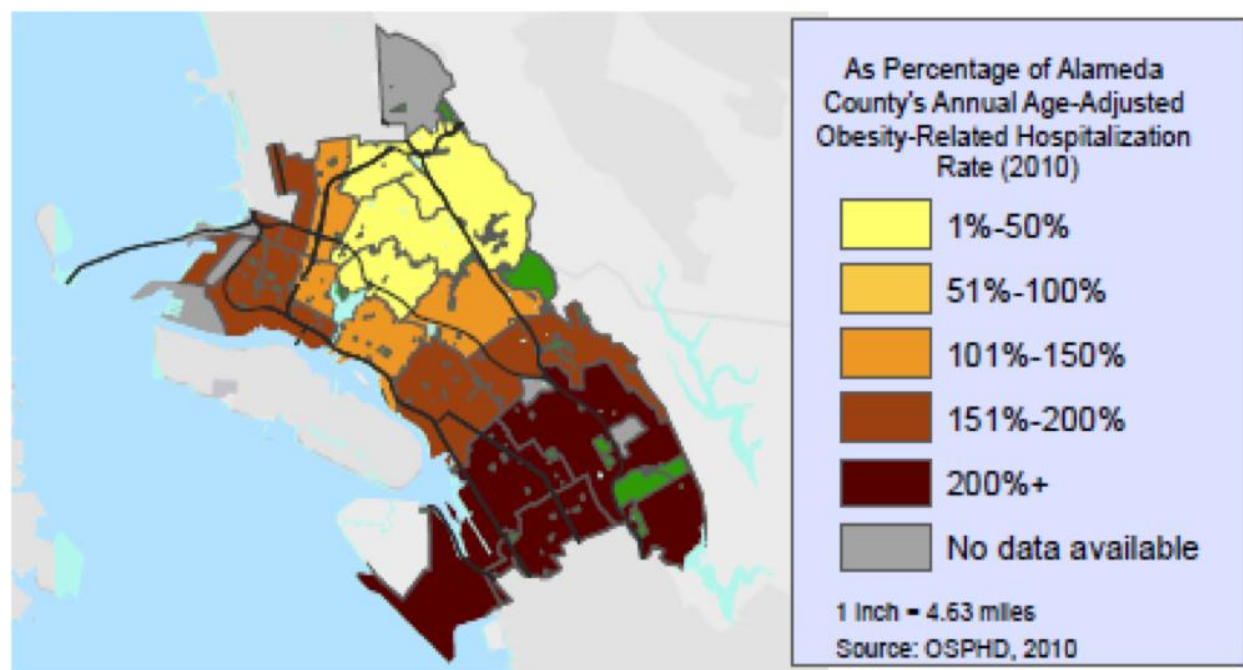 As Percentage of Alameda
County's Annual Age-Adjusted
Obesity-Related Hospitalization
Rate (2010)
1%-50%
51%-100%
101%-150%
151%-200%
200%+
No data available
1 Inch = 4.63 miles
Source: OSPHD, 2010